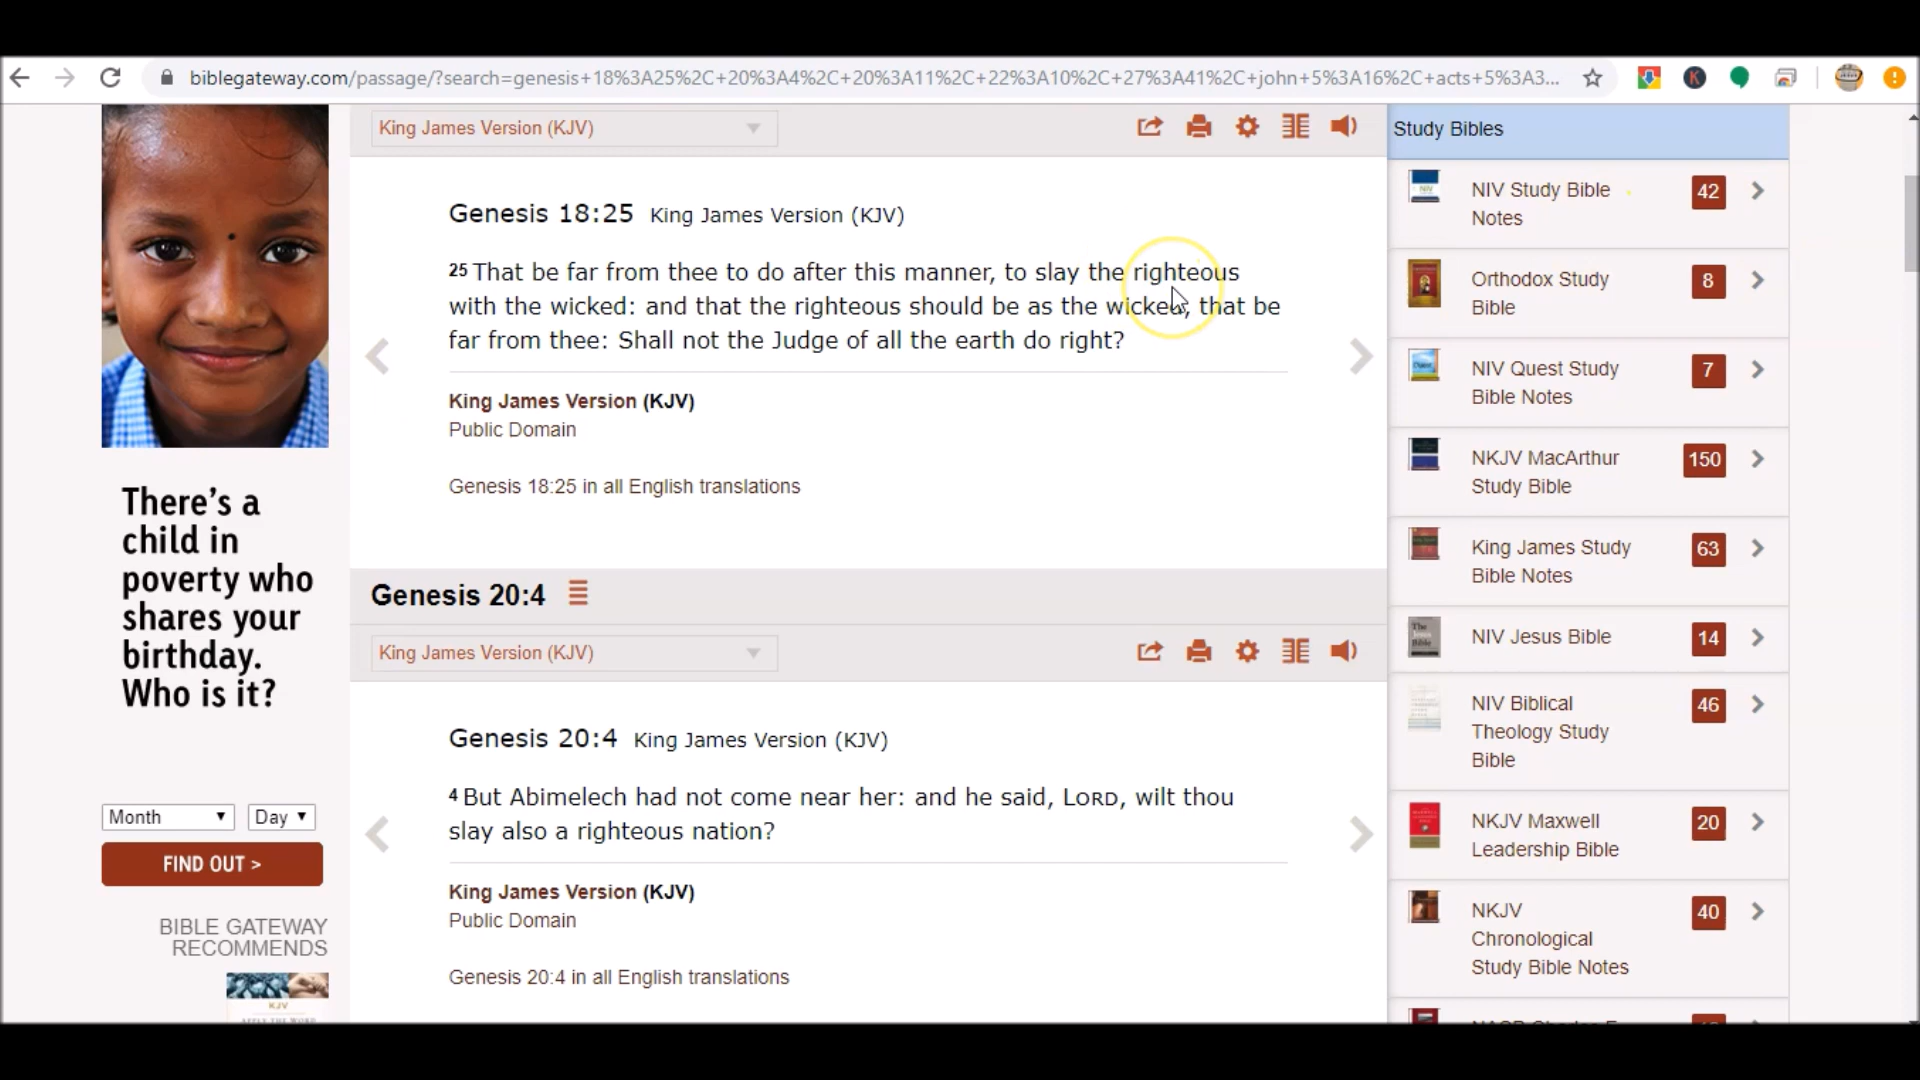 biblegateway.com/passage/?search=genesis+18%3A25%2C+20%3A4%2C+20%3A11%2C+22%3A10%2C+27%3A41%2C+john+5%3A16%2C+acts+5%3A3...
King James Version (KJV)
Genesis 18:25 King James Version (KJV)
25 That be far from thee to do after this manner, to slay the righteous
with the wicked: and that the righteous should be as the wicked, that be
far from thee: Shall not the Judge of all the earth do right?
King James Version (KJV)
Public Domain
Genesis 18:25 in all English translations
Genesis 20:4
King James Version (KJV)
Genesis 20:4 King James Version (KJV)
4 But Abimelech had not come near her: and he said, LORD, wilt thou
slay also a righteous nation?
King James Version (KJV)
Public Domain
Genesis 20:4 in all English translations
There's a
child in
poverty who
shares your
birthday.
Who is it?
Month
Day
FIND OUT >
BIBLE GATEWAY
RECOMMENDS
KJV
Study Bibles
NIV Study Bible
Notes
42
Orthodox Study
Bible
8
NIV Quest Study
Bible Notes
7
NKJV MacArthur
Study Bible
150
King James Study
Bible Notes
63
NIV Jesus Bible
14
NIV Biblical
Theology Study
Bible
46
NKJV Maxwell
Leadership Bible
20
NKJV
Chronological
Study Bible Notes
40